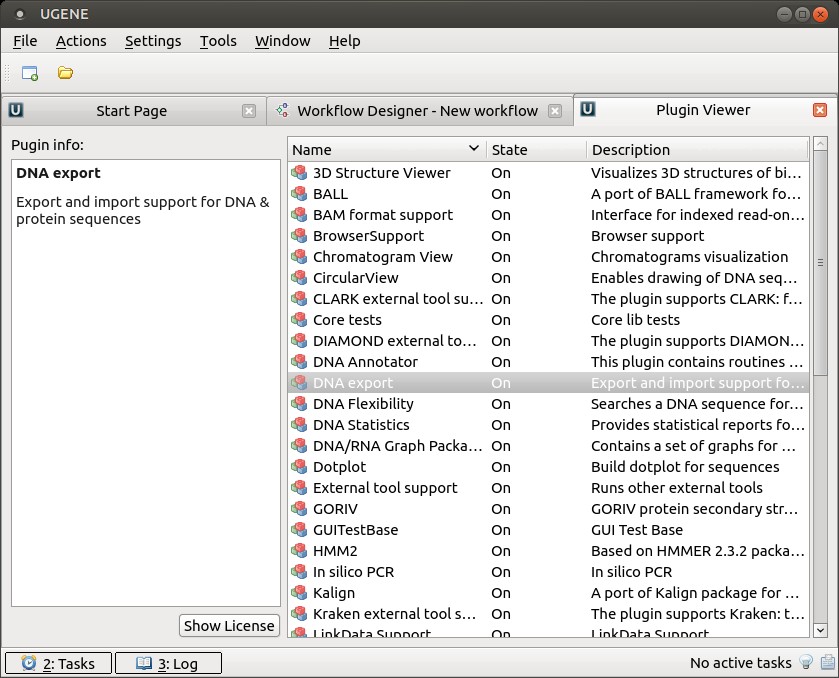 UGENE
File Actions Settings Tools Window Help
Start Page Workflow Designer - New workflow Plugin Viewer
Pugin info:
DNA export
Export and import support for DNA &
protein sequences
Show License
Name State Description
3D Structure Viewer On Visualizes 3D structures of bi...
BALL On A port of BALL framework fo...
BAM format support On Interface for indexed read-on...
BrowserSupport On Browser support
Chromatogram View On Chromatograms visualization
CircularView On Enables drawing of DNA seq...
CLARK external tool su... On The plugin supports CLARK: f...
Core tests On Core lib tests
DIAMOND external to... On The plugin supports DIAMON...
DNA Annotator On This plugin contains routines ...
DNA export On Export and import support fo...
DNA Flexibility On Searches a DNA sequence for...
DNA Statistics On Provides statistical reports fo...
DNA/RNA Graph Packa... On Contains a set of graphs for ...
Dotplot On Build dotplot for sequences
External tool support On Runs other external tools
GORIV On GORIV protein secondary str...
GUITestBase On GUI Test Base
HMM2 On Based on HMMER 2.3.2 packa...
In silico PCR On In silico PCR
Kalign On A port of Kalign package for ...
Kraken external tool s... On The plugin supports Kraken: t...
LinkData Support On LinkData Support
2: Tasks 3: Log No active tasks